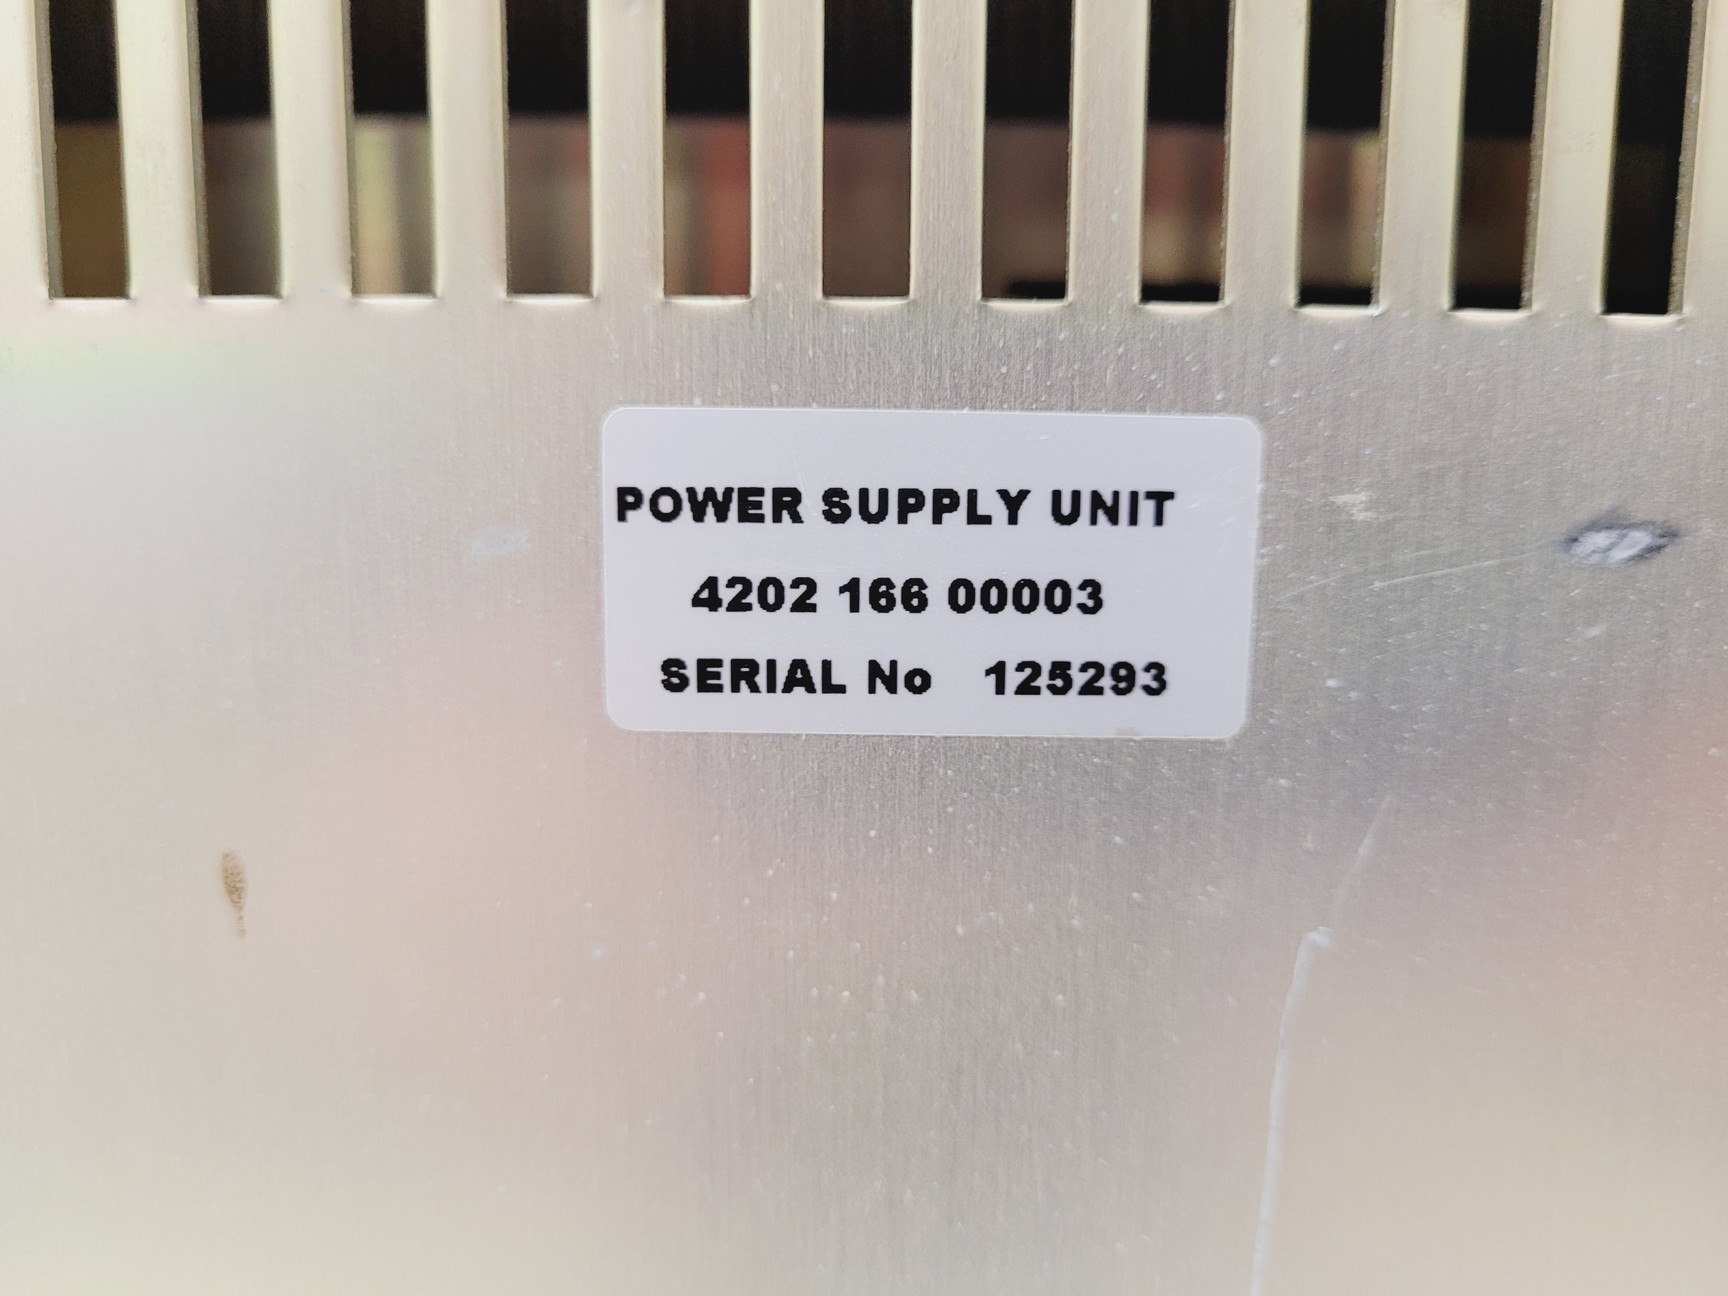 POWER SUPPLY UNIT
4202 166 00003
SERIAL No 125293